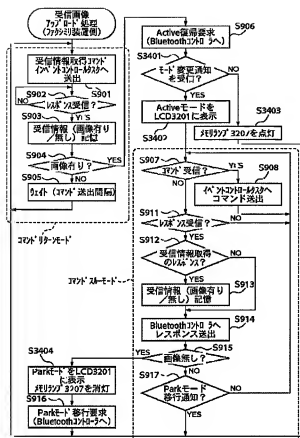 受信画像
アップロード処理
(ファクシミリ装置側)
受信情報取得コマンド
イベントコントロールタスクへ
送出
S902
S901
NO
レスポンス受信?
S903
YES
受信情報(画像有り
/無し)記憶
S904
画像有り?
YES
S905
NO
ウェイト(コマンド送出間隔)
コマンドリターンモード
S906
Active復帰要求
(Bluetoothコントローラへ)
S3401
モード変更通知
を受付?
NO
YES
ActiveモードをLCD3201に表示
S3402
S3403
メモリランプ3207を点灯
S907
コマンド受信?
YES
S908
NO
イベントコントロールタスクへ
コマンド送出
S911
レスポンス受信?
NO
S912
YES
受信情報取得
のレスポンス?
NO
YES
S913
受信情報(画像有り
/無し)記憶
コマンドスルーモード
S914
Bluetoothコントローラへ
レスポンス送出
S915
画像無し?
YES
NO
S3404
ParkモードをLCD3201
に表示
メモリランプ3207を消灯
S917
Parkモード
移行通知?
NO
YES
S916
Parkモード移行要求
(Bluetoothコントローラへ)